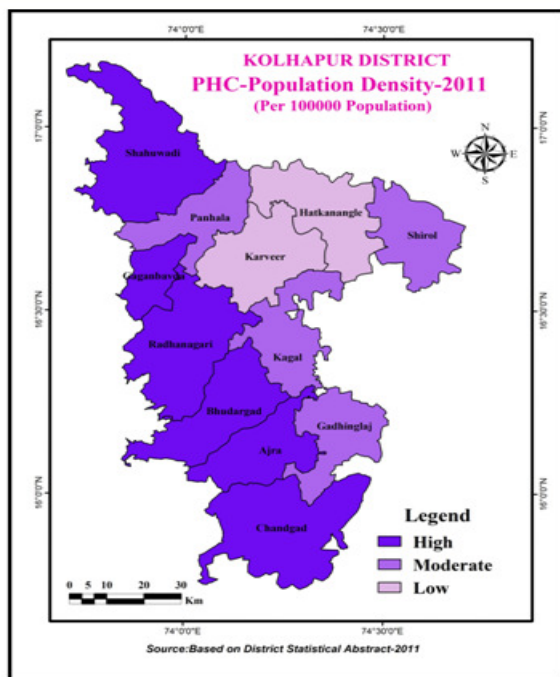 74°0'0"E 74°30'0"E
KOLHAPUR DISTRICT
PHC-Population Density-2011
(Per 100000 Population)
17°0'0"N 17°0'0"N
N
W E
S
Shahuwadi
Panhala
Hatkanangle
Shirol
Karveer
Gaganbavda
16°30'0"N 16°30'0"N
Radhanagari
Kagal
Bhudargad
Gadhinglaj
Ajra
16°0'0"N 16°0'0"N
Chandgad
Legend
High
Moderate
Low
0 5 10 20 30
Km
74°0'0"E 74°30'0"E
Source:Based on District Statistical Abstract-2011